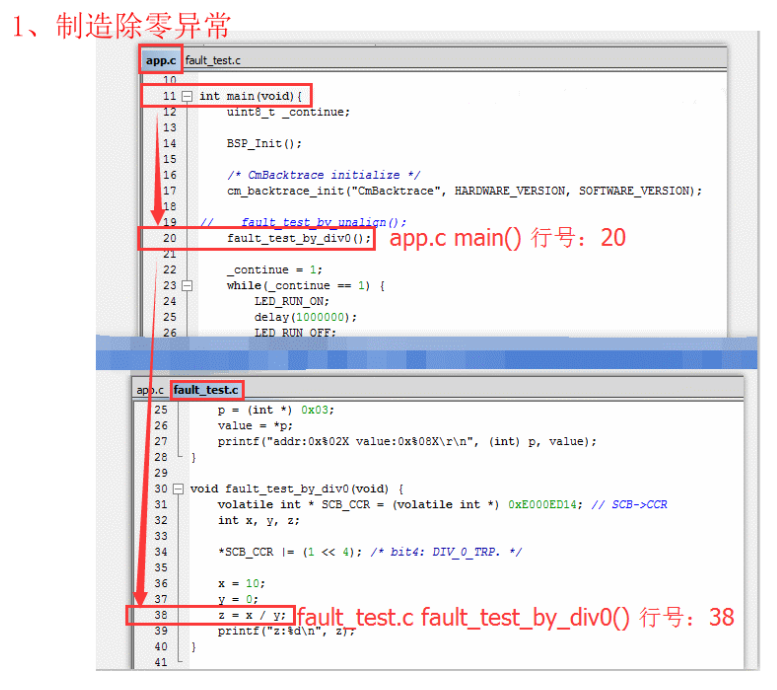 1、制造除零异常
app.c fault_test.c
10
11 int main(void){
12 uint8_t _continue;
13
14 BSP_Init();
15
16 /* CmBacktrace initialize */
17 cm_backtrace_init("CmBacktrace", HARDWARE_VERSION, SOFTWARE_VERSION);
18
19 // fault_test_by_unalign();
20 fault_test_by_div0(); app.c main() 行号：20
21
22 _continue = 1;
23 while(_continue == 1) {
24 LED_RUN_ON;
25 delay(1000000);
26 LED_RUN_OFF;
app.c fault_test.c
25 p = (int *) 0x03;
26 value = *p;
27 printf("addr:0x%02X value:0x%08X\r\n", (int) p, value);
28 }
29
30 void fault_test_by_div0(void) {
31 volatile int * SCB_CCR = (volatile int *) 0xE000ED14; // SCB->CCR
32 int x, y, z;
33
34 *SCB_CCR |= (1 << 4); /* bit4: DIV_0_TRP. */
35
36 x = 10;
37 y = 0;
38 z = x / y; fault_test.c fault_test_by_div0() 行号：38
39 printf("z:%d\n", z);
40 }
41